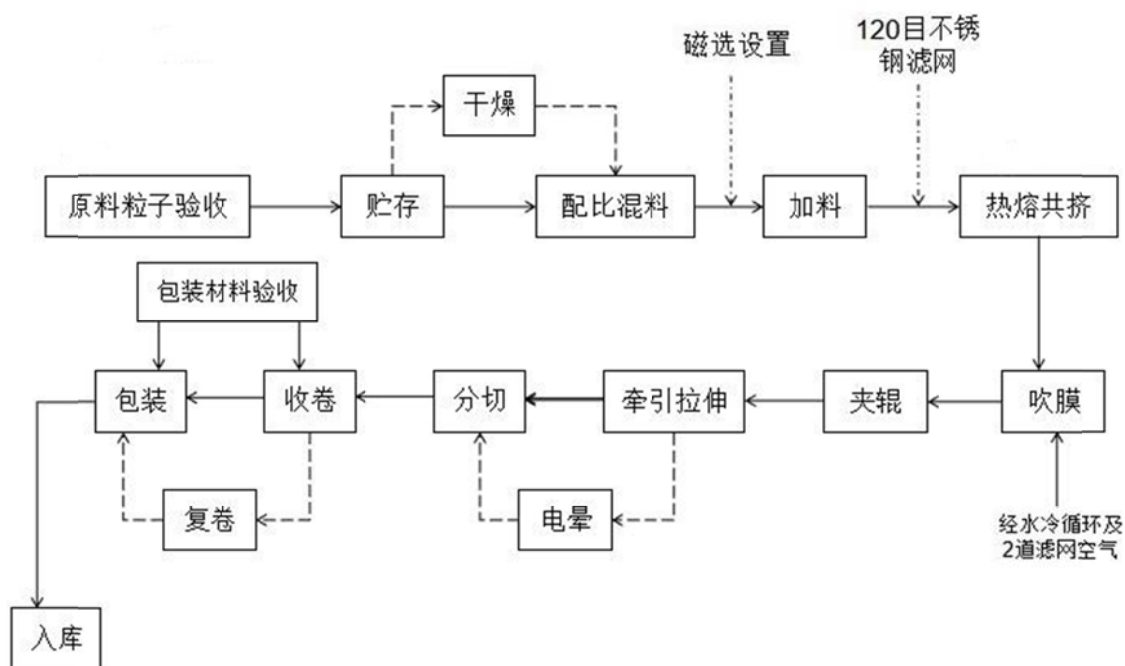 磁选设置
120目不锈
钢滤网
干燥
原料粒子验收
贮存
配比混料
加料
热熔共挤
包装材料验收
包装
收卷
分切
牵引拉伸
夹辊
吹膜
复卷
电晕
经水冷循环及
2道滤网空气
入库